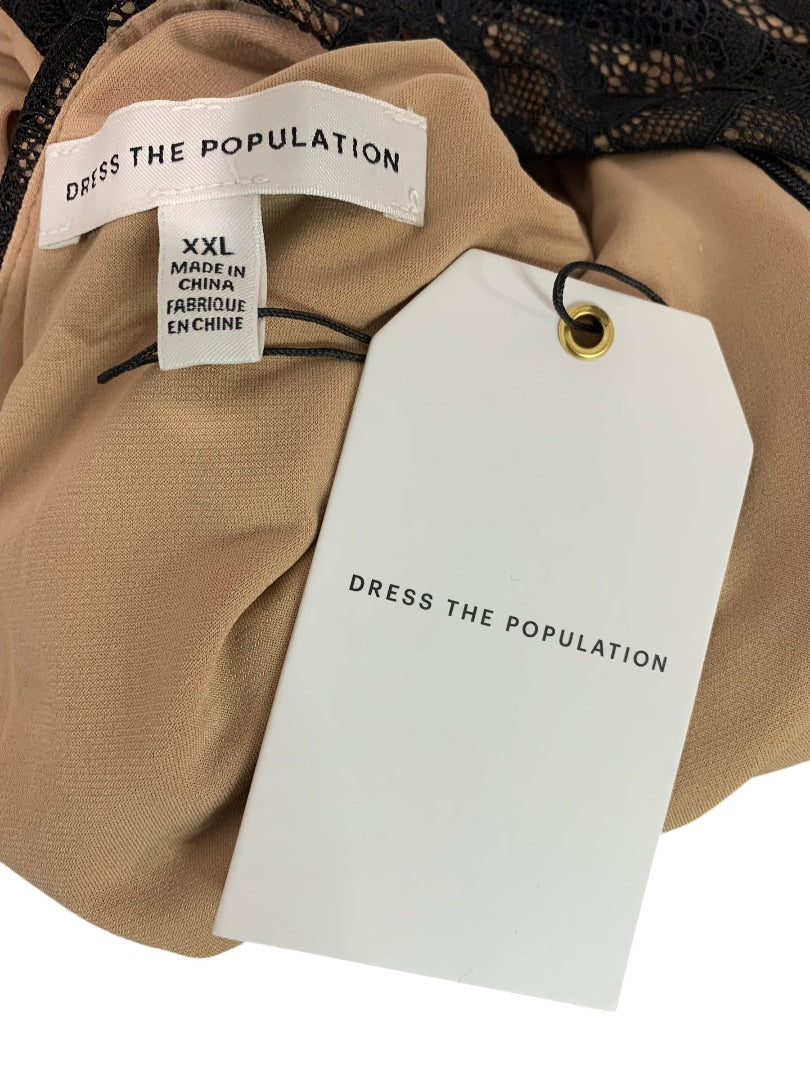 DRESS THE POPULATION
XXL
MADE IN
CHINA
FABRIQUE
EN CHINE
DRESS THE POPULATION